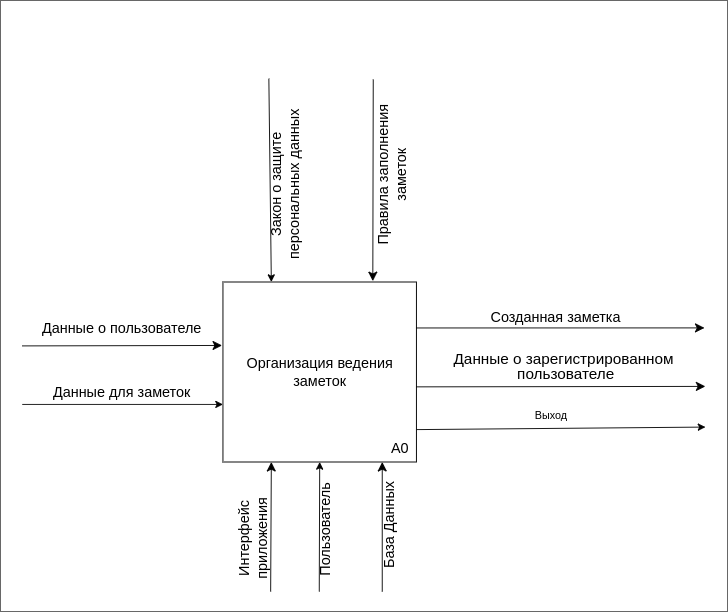 Закон о защите
персональных данных
Правила заполнения
заметок
Данные о пользователе
Данные для заметок
Организация ведения
заметок
A0
Созданная заметка
Данные о зарегистрированном
пользователе
Выход
Интерфейс
приложения
Пользователь
База Данных